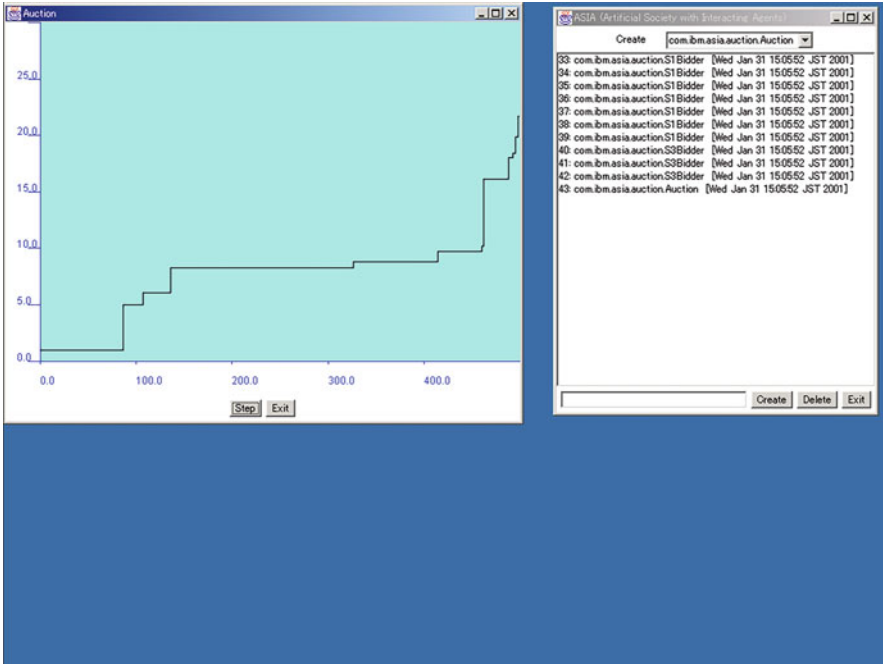 Auction
25.0
20.0
15.0
10.0
5.0
0.0
0.0 100.0 200.0 300.0 400.0
Step Exit
ASIA (Artificial Society with Interacting Agents)
Create com.ibm.asia.auction.Auction
33: com.ibm.asia.auction.S1Bidder [Wed Jan 31 15:05:52 JST 2001]
34: com.ibm.asia.auction.S1Bidder [Wed Jan 31 15:05:52 JST 2001]
35: com.ibm.asia.auction.S1Bidder [Wed Jan 31 15:05:52 JST 2001]
36: com.ibm.asia.auction.S1Bidder [Wed Jan 31 15:05:52 JST 2001]
37: com.ibm.asia.auction.S1Bidder [Wed Jan 31 15:05:52 JST 2001]
38: com.ibm.asia.auction.S1Bidder [Wed Jan 31 15:05:52 JST 2001]
39: com.ibm.asia.auction.S1Bidder [Wed Jan 31 15:05:52 JST 2001]
40: com.ibm.asia.auction.S3Bidder [Wed Jan 31 15:05:52 JST 2001]
41: com.ibm.asia.auction.S3Bidder [Wed Jan 31 15:05:52 JST 2001]
42: com.ibm.asia.auction.S3Bidder [Wed Jan 31 15:05:52 JST 2001]
43: com.ibm.asia.auction.Auction [Wed Jan 31 15:05:52 JST 2001]
Create Delete Exit